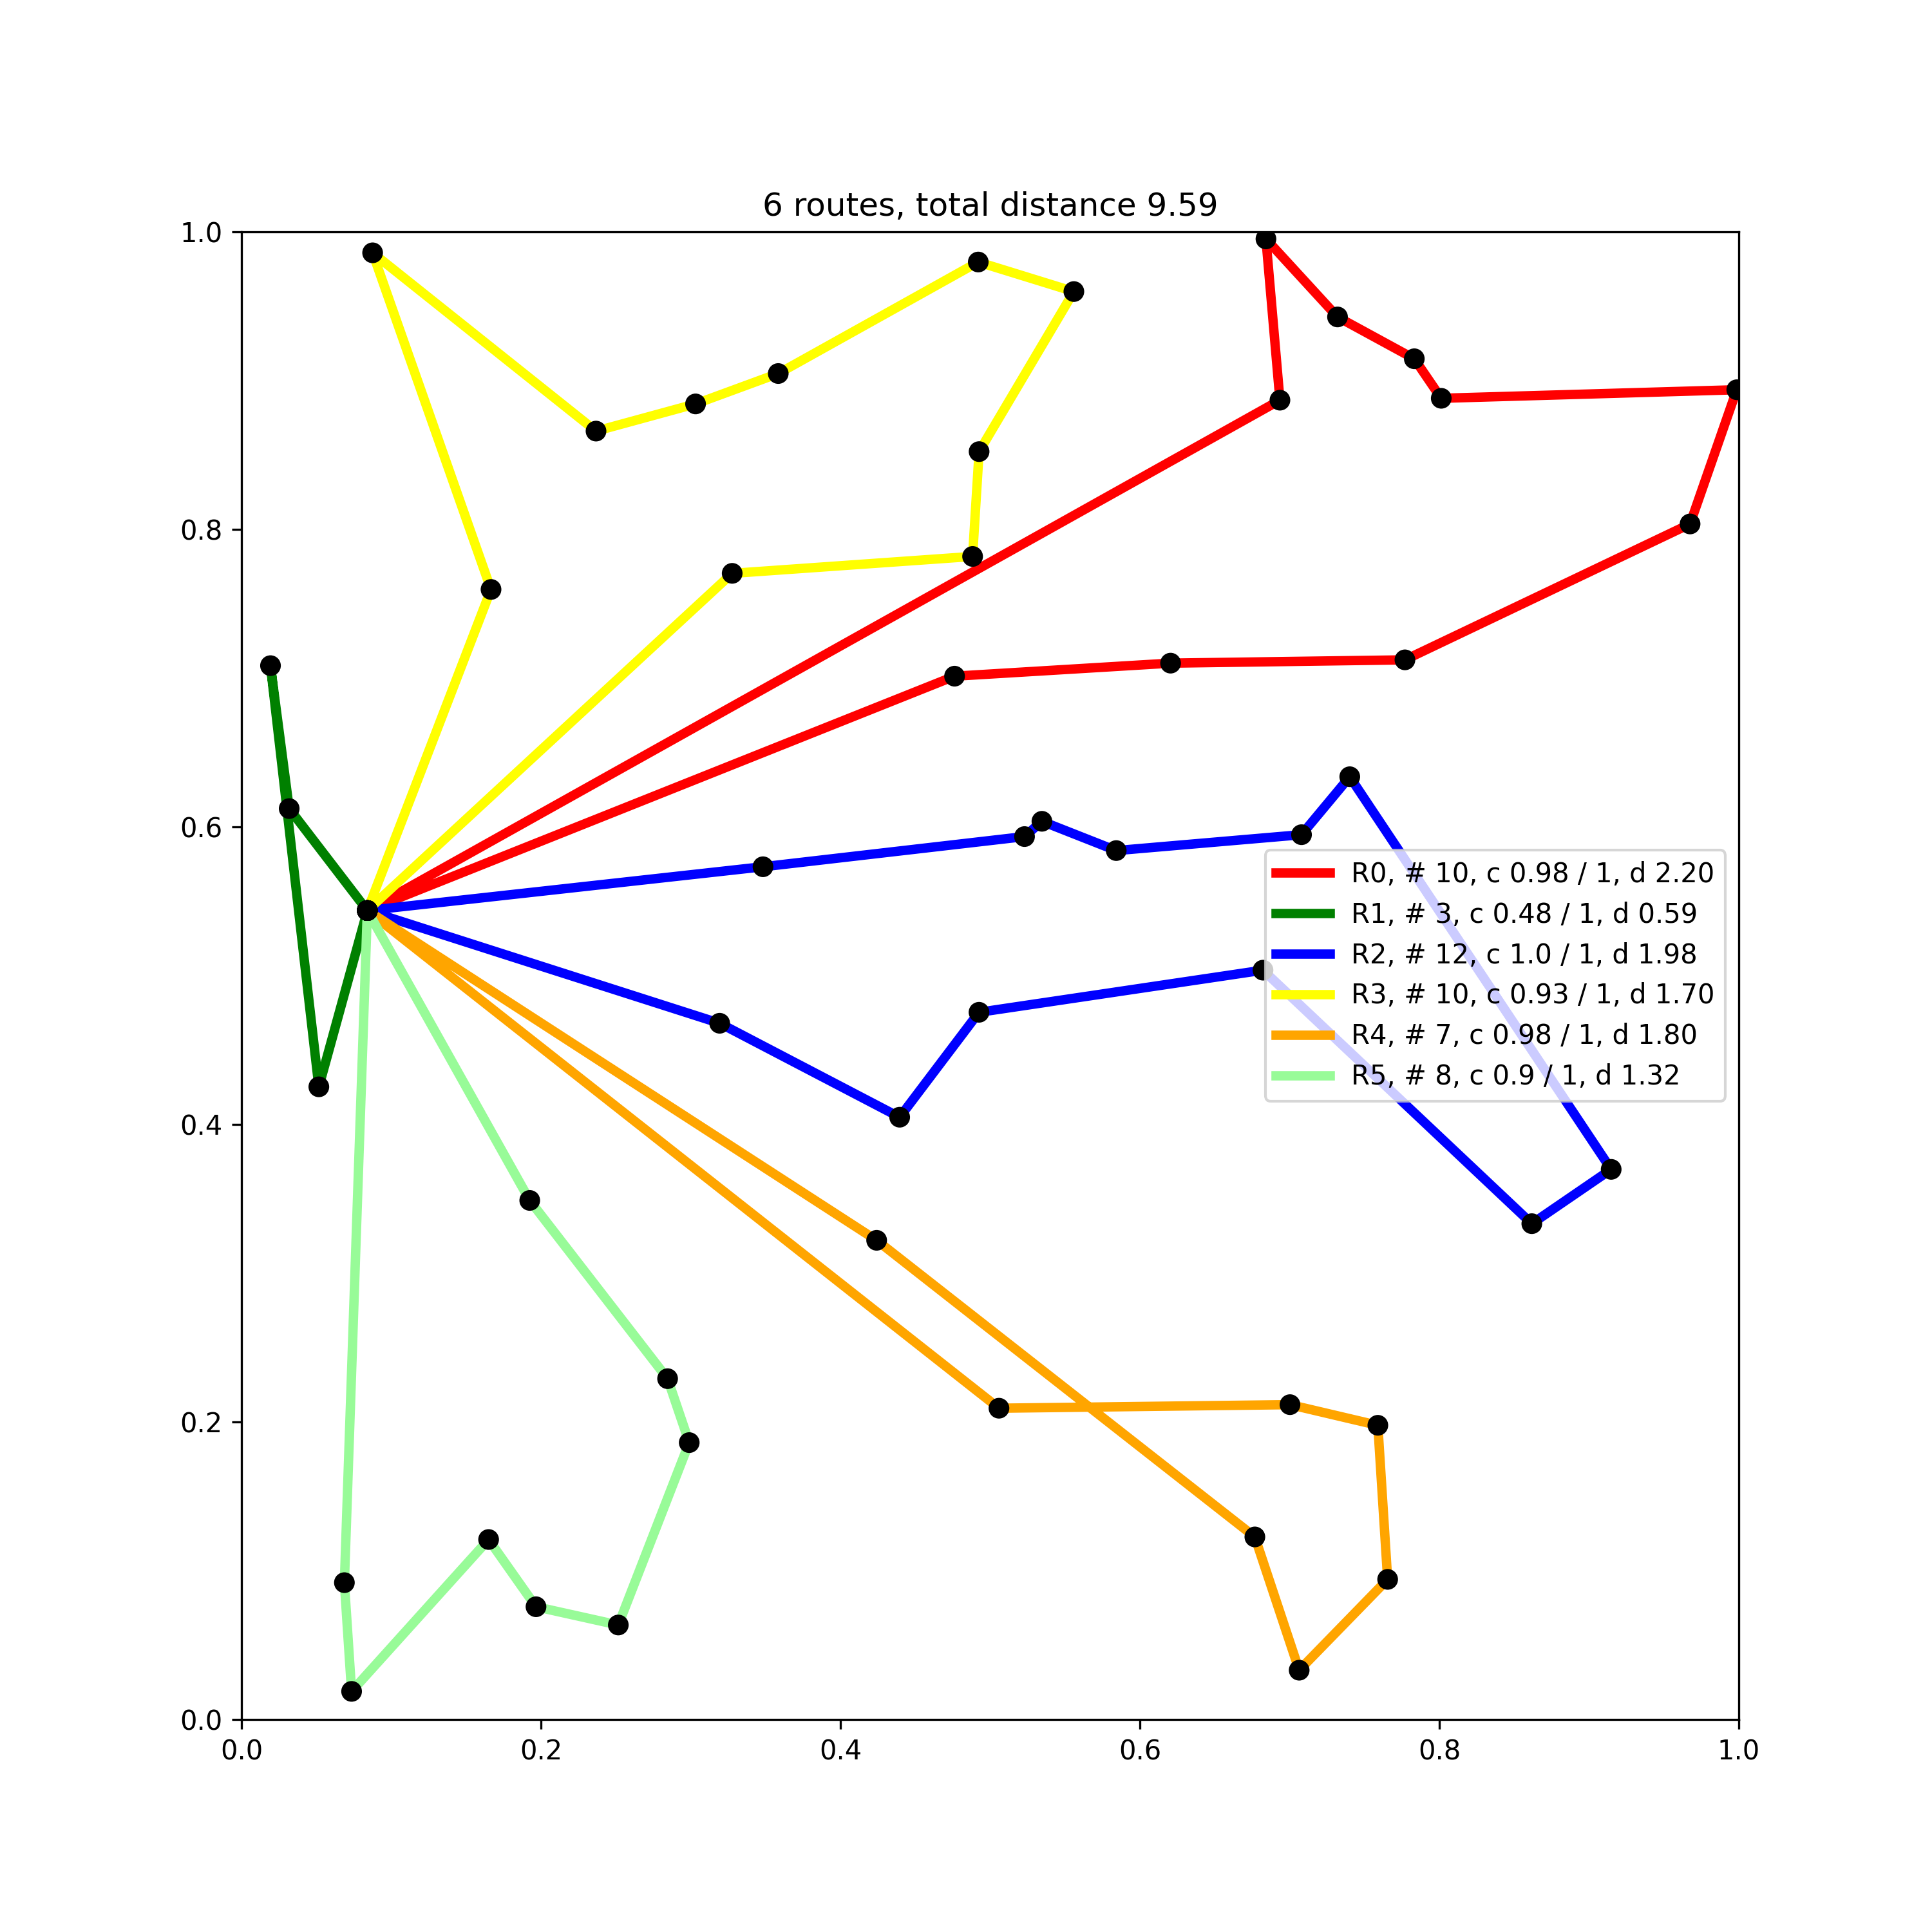 6 routes, total distance 9.59
1.0
0.8
0.6
0.4
0.2
0.0
R0, # 10, c 0.98 / 1, d 2.20
R1, # 3, c 0.48 / 1, d 0.59
R2, # 12, c 1.0 / 1, d 1.98
R3, # 10, c 0.93 / 1, d 1.70
R4, # 7, c 0.98 / 1, d 1.80
R5, # 8, c 0.9 / 1, d 1.32
0.0 0.2 0.4 0.6 0.8 1.0